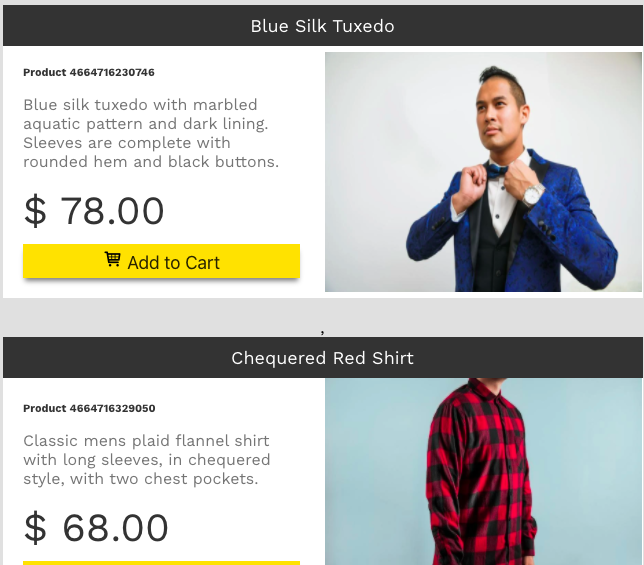 Blue Silk Tuxedo
Product 4664716230746
Blue silk tuxedo with marbled
aquatic pattern and dark lining.
Sleeves are complete with
rounded hem and black buttons.
$ 78.00
Add to Cart
,
Chequered Red Shirt
Product 4664716329050
Classic mens plaid flannel shirt
with long sleeves, in chequered
style, with two chest pockets.
$ 68.00